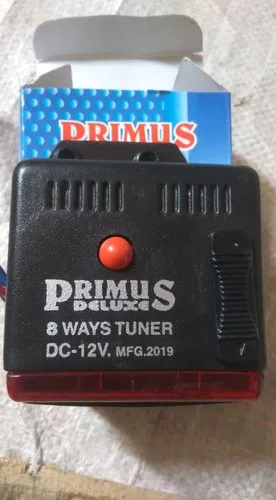 PRIMUS
PRIMUS
DELUXE
8 WAYS TUNER
DC-12V. MFG.2019